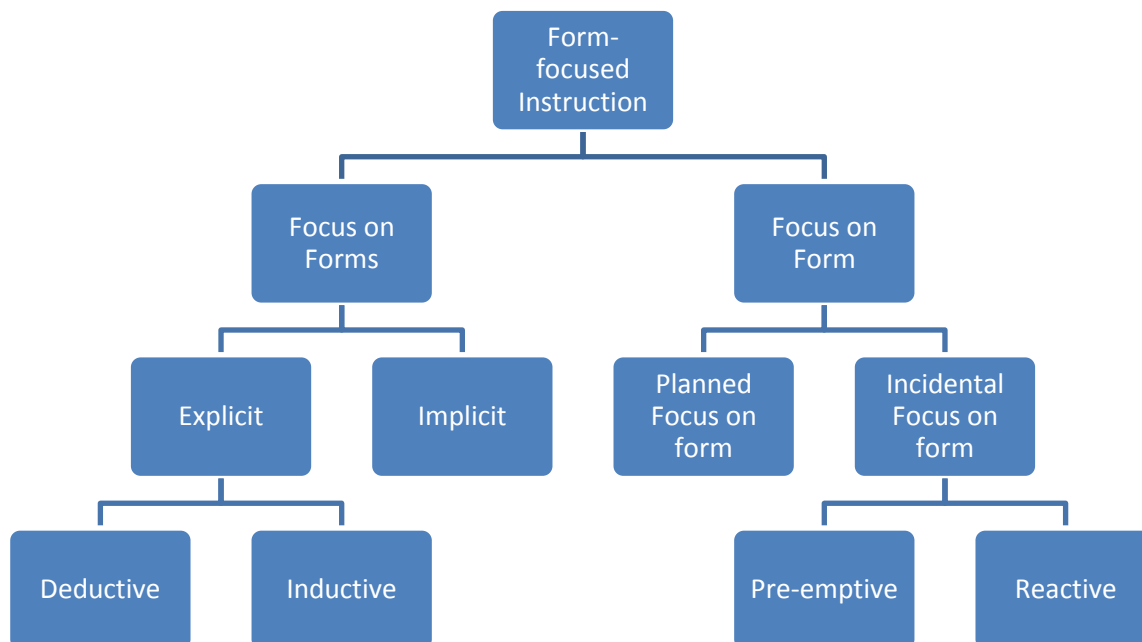 Form-
focused
Instruction
Focus on
Forms
Focus on
Form
Explicit
Implicit
Planned
Focus on
form
Incidental
Focus on
form
Deductive
Inductive
Pre-emptive
Reactive